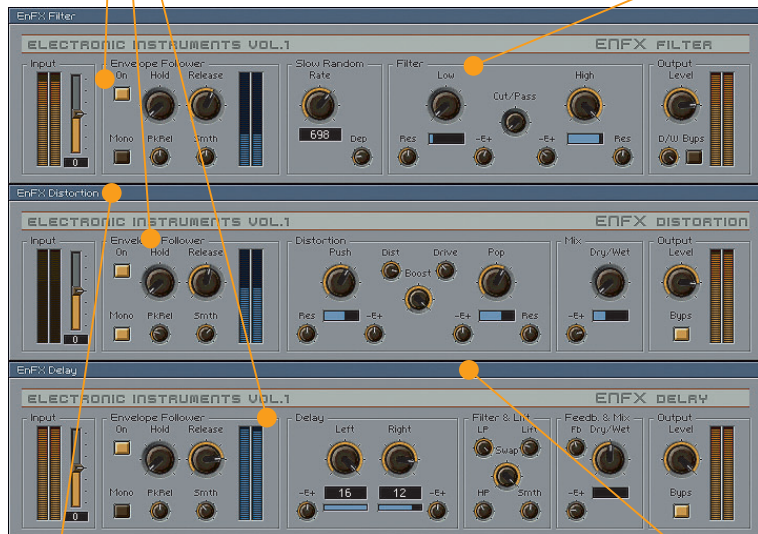 EnFX Filter
ELECTRONIC INSTRUMENTS VOL.1 ENFX FILTER
Input Envelope Follower Slow Random Filter Output
On Hold Release Rate Low Cut/Pass High Level
698
Mono PkRel Smth Dep Res -E+ -E+ Res D/W Byps
0
EnFX Distortion
ELECTRONIC INSTRUMENTS VOL.1 ENFX DISTORTION
Input Envelope Follower Distortion Mix Output
On Hold Release Push Dist Drive Pop Dry/Wet Level
Boost
Mono PkRel Smth Res -E+ -E+ Res -E+ Byps
0
EnFX Delay
ELECTRONIC INSTRUMENTS VOL.1 ENFX DELAY
Input Envelope Follower Delay Filter & Lift Feedb. & Mix Output
On Hold Release Left Right LP Lift Fb Dry/Wet Level
Swap
Mono PkRel Smth -E+ 16 12 -E+ HP Smth -E+ Byps
0